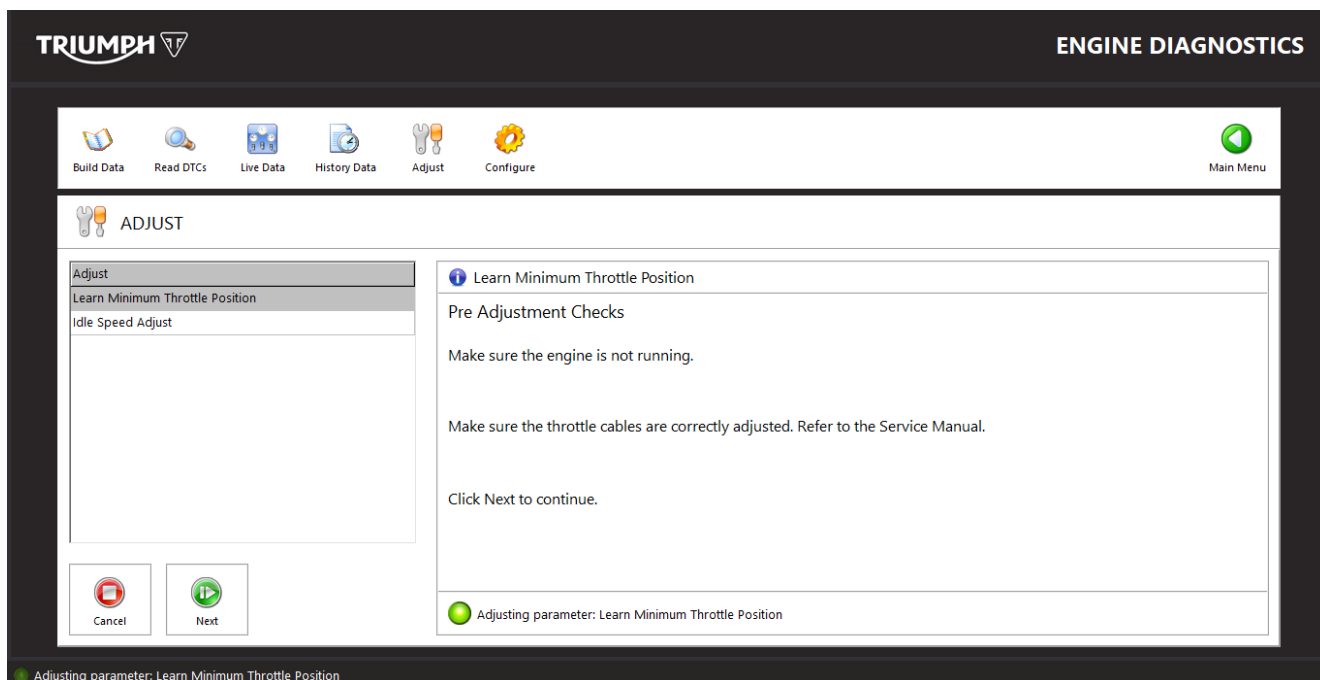 TRIUMPH
ENGINE DIAGNOSTICS
Build Data
Read DTCs
Live Data
History Data
Adjust
Configure
Main Menu
ADJUST
Adjust
Learn Minimum Throttle Position
Idle Speed Adjust
Learn Minimum Throttle Position
Pre Adjustment Checks
Make sure the engine is not running.
Make sure the throttle cables are correctly adjusted. Refer to the Service Manual.
Click Next to continue.
Cancel
Next
Adjusting parameter: Learn Minimum Throttle Position
Adjusting parameter: Learn Minimum Throttle Position